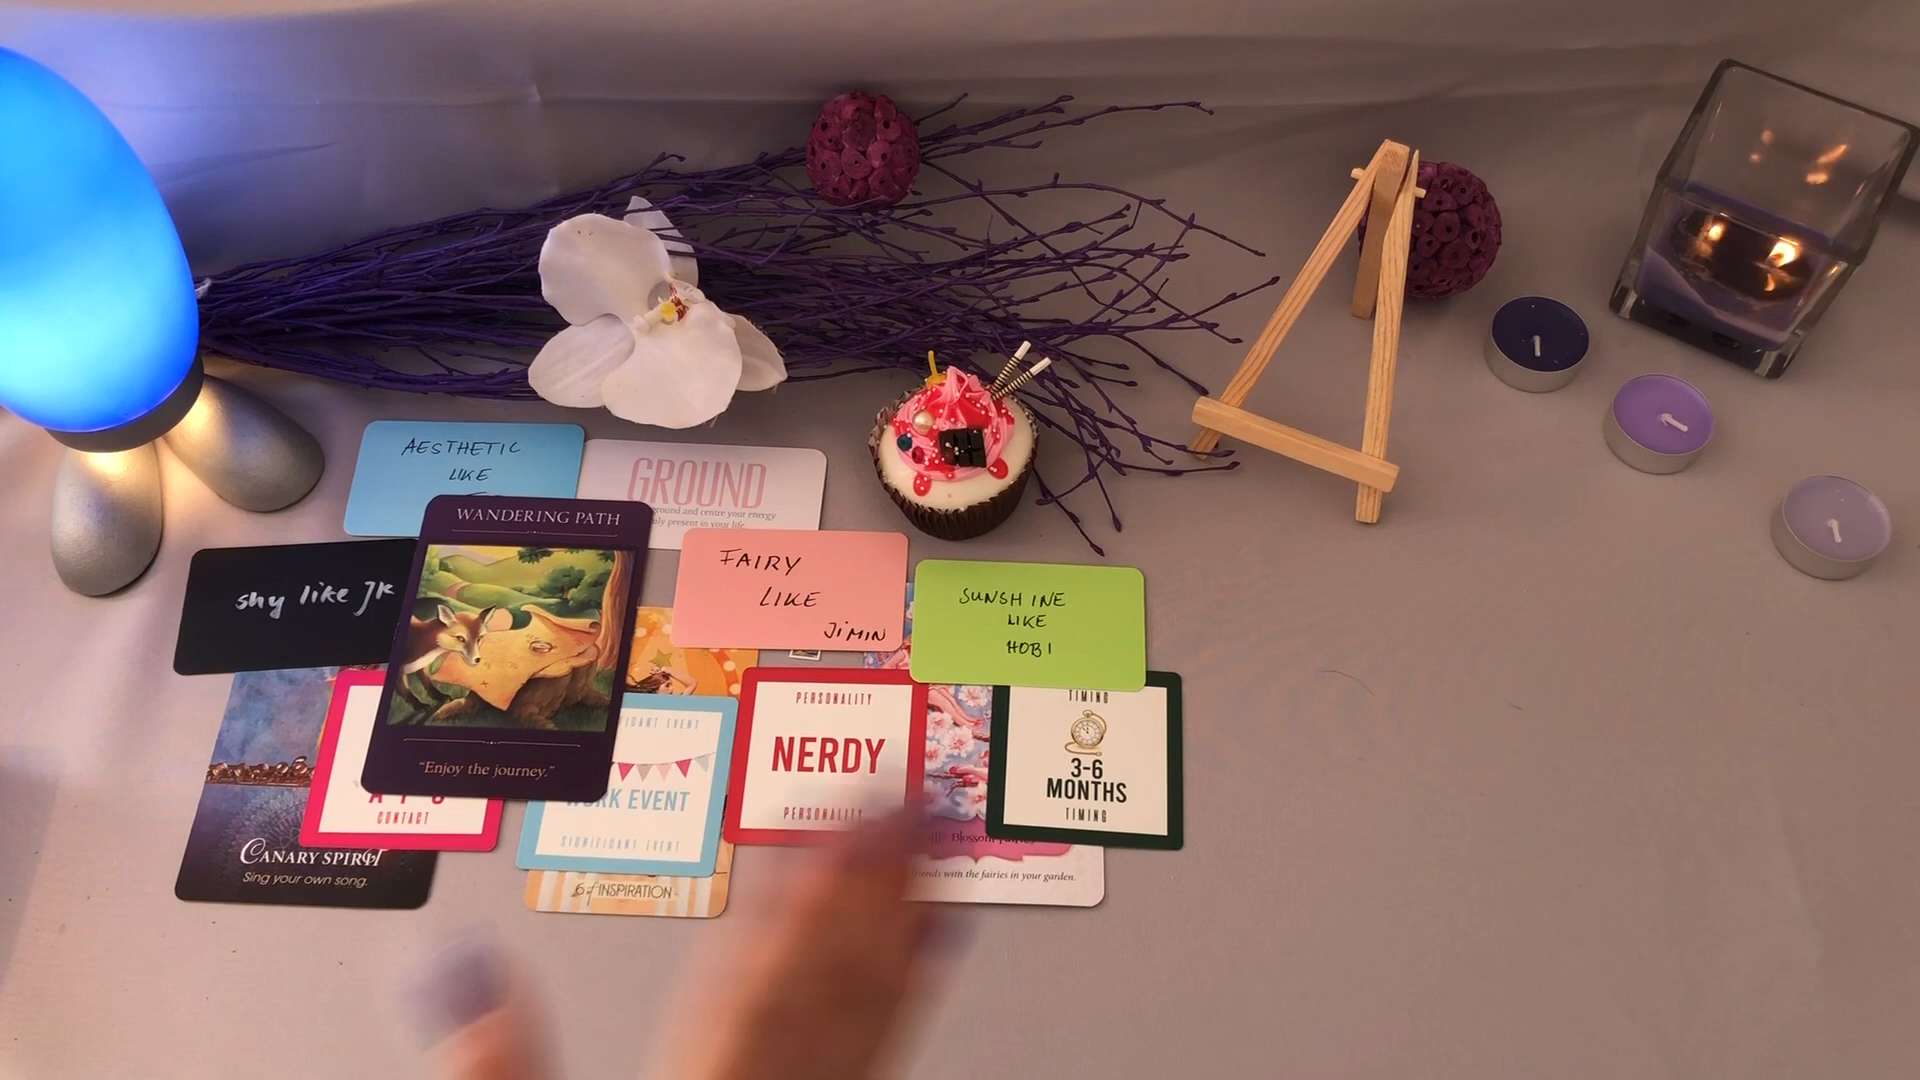 AESTHETIC
LIKE
GROUND
ground and centre your energy
present in your life.
WANDERING PATH
"Enjoy the journey."
shy like JK
FAIRY
LIKE
JIMIN
SUNSHINE
LIKE
HOBI
CONTACT
CANARY SPIRIT
Sing your own song.
EVENT
WORK EVENT
SIGNIFICANT EVENT
6 of INSPIRATION
PERSONALITY
NERDY
PERSONALITY
Blossom Fairies
with the fairies in your garden.
TIMING
3-6
MONTHS
TIMING